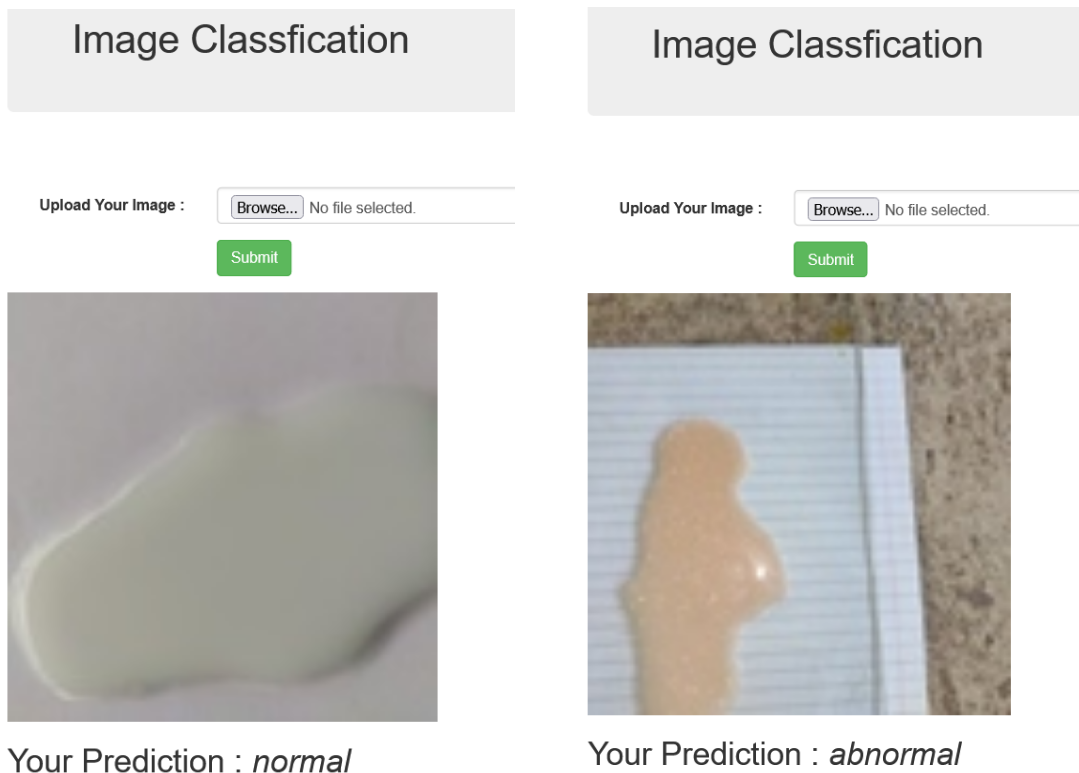 Image Classfication
Upload Your Image :
Browse... No file selected.
Submit
Your Prediction : normal
Image Classfication
Upload Your Image :
Browse... No file selected.
Submit
Your Prediction : abnormal